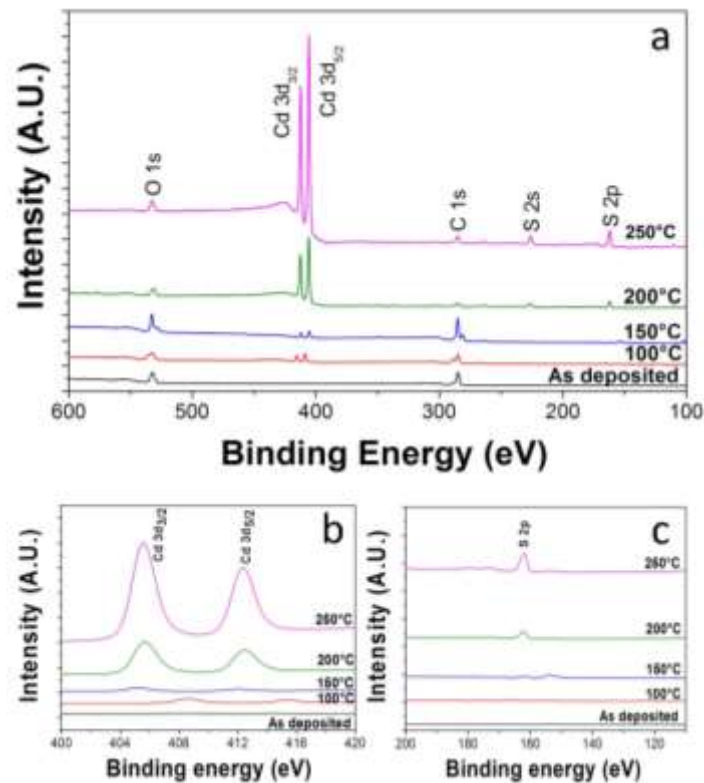 a
Intensity (A.U.)
O 1s
Cd 3d3/2
Cd 3d5/2
C 1s
S 2s
S 2p
250°C
200°C
150°C
100°C
As deposited
600 500 400 300 200 100
Binding Energy (eV)
b
Intensity (A.U.)
Cd 3d3/2
Cd 3d5/2
250°C
200°C
150°C
100°C
As deposited
400 404 408 412 416 420
Binding energy (eV)
c
Intensity (A.U.)
S 2p
250°C
200°C
150°C
100°C
As deposited
200 180 160 140 120
Binding energy (eV)